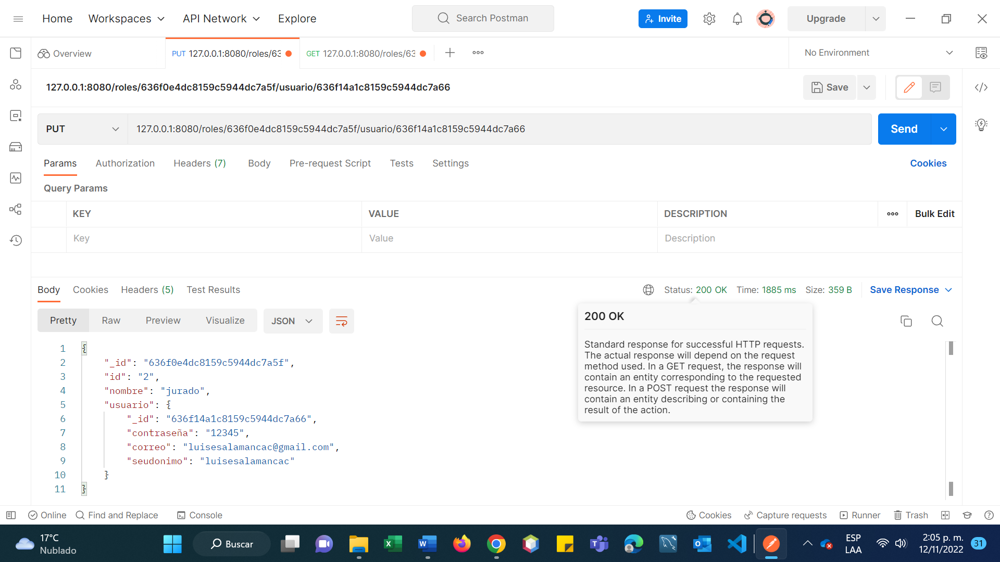 Home
Workspaces
API Network
Explore
Search Postman
Invite
Upgrade
Overview
PUT 127.0.0.1:8080/roles/63
GET 127.0.0.1:8080/roles/63
No Environment
127.0.0.1:8080/roles/636f0e4dc8159c5944dc7a5f/usuario/636f14a1c8159c5944dc7a66
Save
PUT
127.0.0.1:8080/roles/636f0e4dc8159c5944dc7a5f/usuario/636f14a1c8159c5944dc7a66
Send
Params
Authorization
Headers (7)
Body
Pre-request Script
Tests
Settings
Cookies
Query Params
KEY
VALUE
DESCRIPTION
Bulk Edit
Key
Value
Description
Body
Cookies
Headers (5)
Test Results
Status: 200 OK
Time: 1885 ms
Size: 359 B
Save Response
Pretty
Raw
Preview
Visualize
JSON
200 OK
Standard response for successful HTTP requests.
The actual response will depend on the request
method used. In a GET request, the response will
contain an entity corresponding to the requested
resource. In a POST request the response will
contain an entity describing or containing the
result of the action.
1 {
2 "_id": "636f0e4dc8159c5944dc7a5f",
3 "id": "2",
4 "nombre": "jurado",
5 "usuario": {
6 "_id": "636f14a1c8159c5944dc7a66",
7 "contraseña": "12345",
8 "correo": "luisesalamancac@gmail.com",
9 "seudonimo": "luisesalamancac"
10 }
11 }
Online
Find and Replace
Console
Cookies
Capture requests
Runner
Trash
17°C
Nublado
Buscar
ESP
LAA
2:05 p. m.
12/11/2022
31